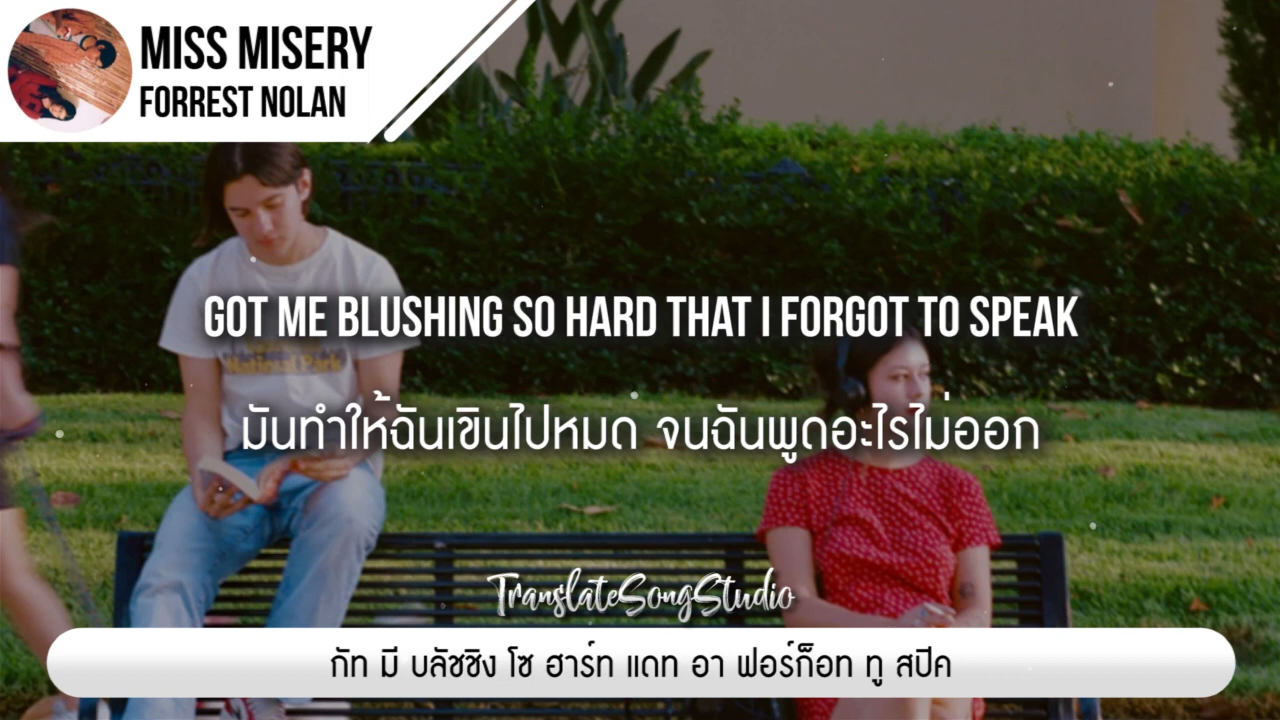 MISS MISERY
FORREST NOLAN
GOT ME BLUSHING SO HARD THAT I FORGOT TO SPEAK
National Park
มันทำให้ฉันเขินไปหมด จนฉันพูดอะไรไม่ออก
TranslateSongStudio
กัท มี บลัชชิง โซ ฮาร์ท แดท อา ฟอร์ก็อท ทู สปีค